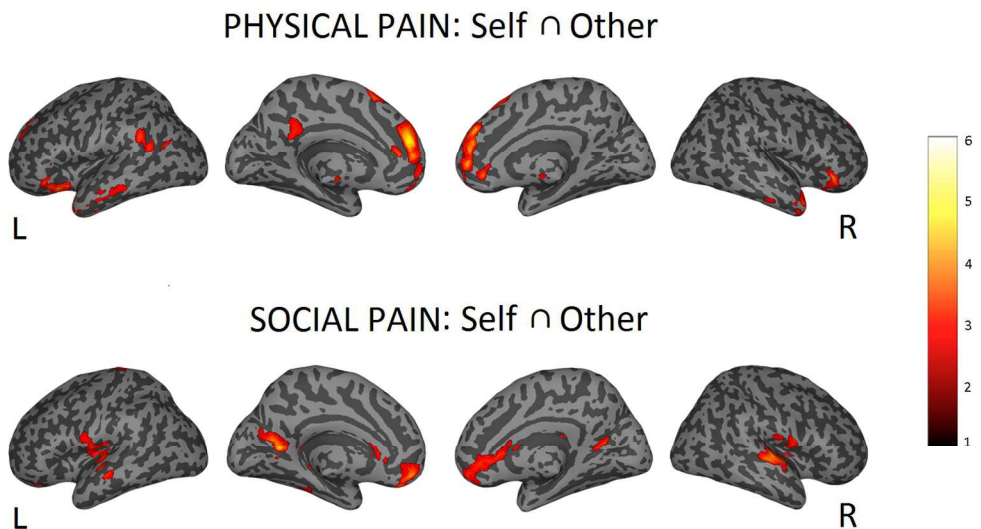 PHYSICAL PAIN: Self ∩ Other
L
R
6
5
4
3
2
1
SOCIAL PAIN: Self ∩ Other
L
R